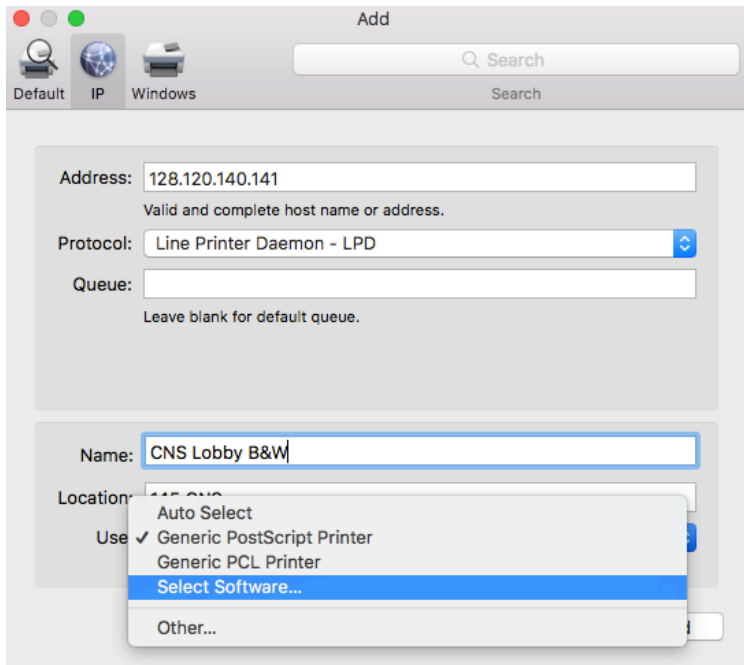 Add
Search
Default IP Windows Search
Address: 128.120.140.141
Valid and complete host name or address.
Protocol: Line Printer Daemon - LPD
Queue:
Leave blank for default queue.
Name: CNS Lobby B&W
Location:
Auto Select
Use ✓ Generic PostScript Printer
Generic PCL Printer
Select Software...
Other...